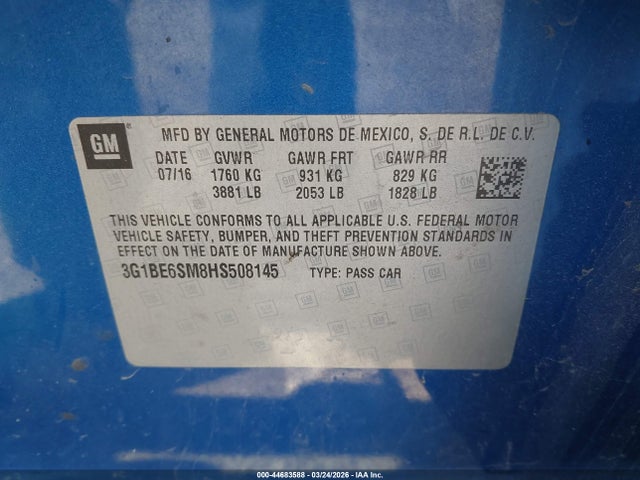 GM
MFD BY GENERAL MOTORS DE MEXICO, S. DE R.L. DE C.V.
DATE GVWR GAWR FRT GAWR RR
07/16 1760 KG 931 KG 829 KG
3881 LB 2053 LB 1828 LB
THIS VEHICLE CONFORMS TO ALL APPLICABLE U.S. FEDERAL MOTOR
VEHICLE SAFETY, BUMPER, AND THEFT PREVENTION STANDARDS IN
EFFECT ON THE DATE OF MANUFACTURE SHOWN ABOVE.
3G1BE6SM8HS508145 TYPE: PASS CAR
000-44683588 - 03/24/2026 - IAA Inc.